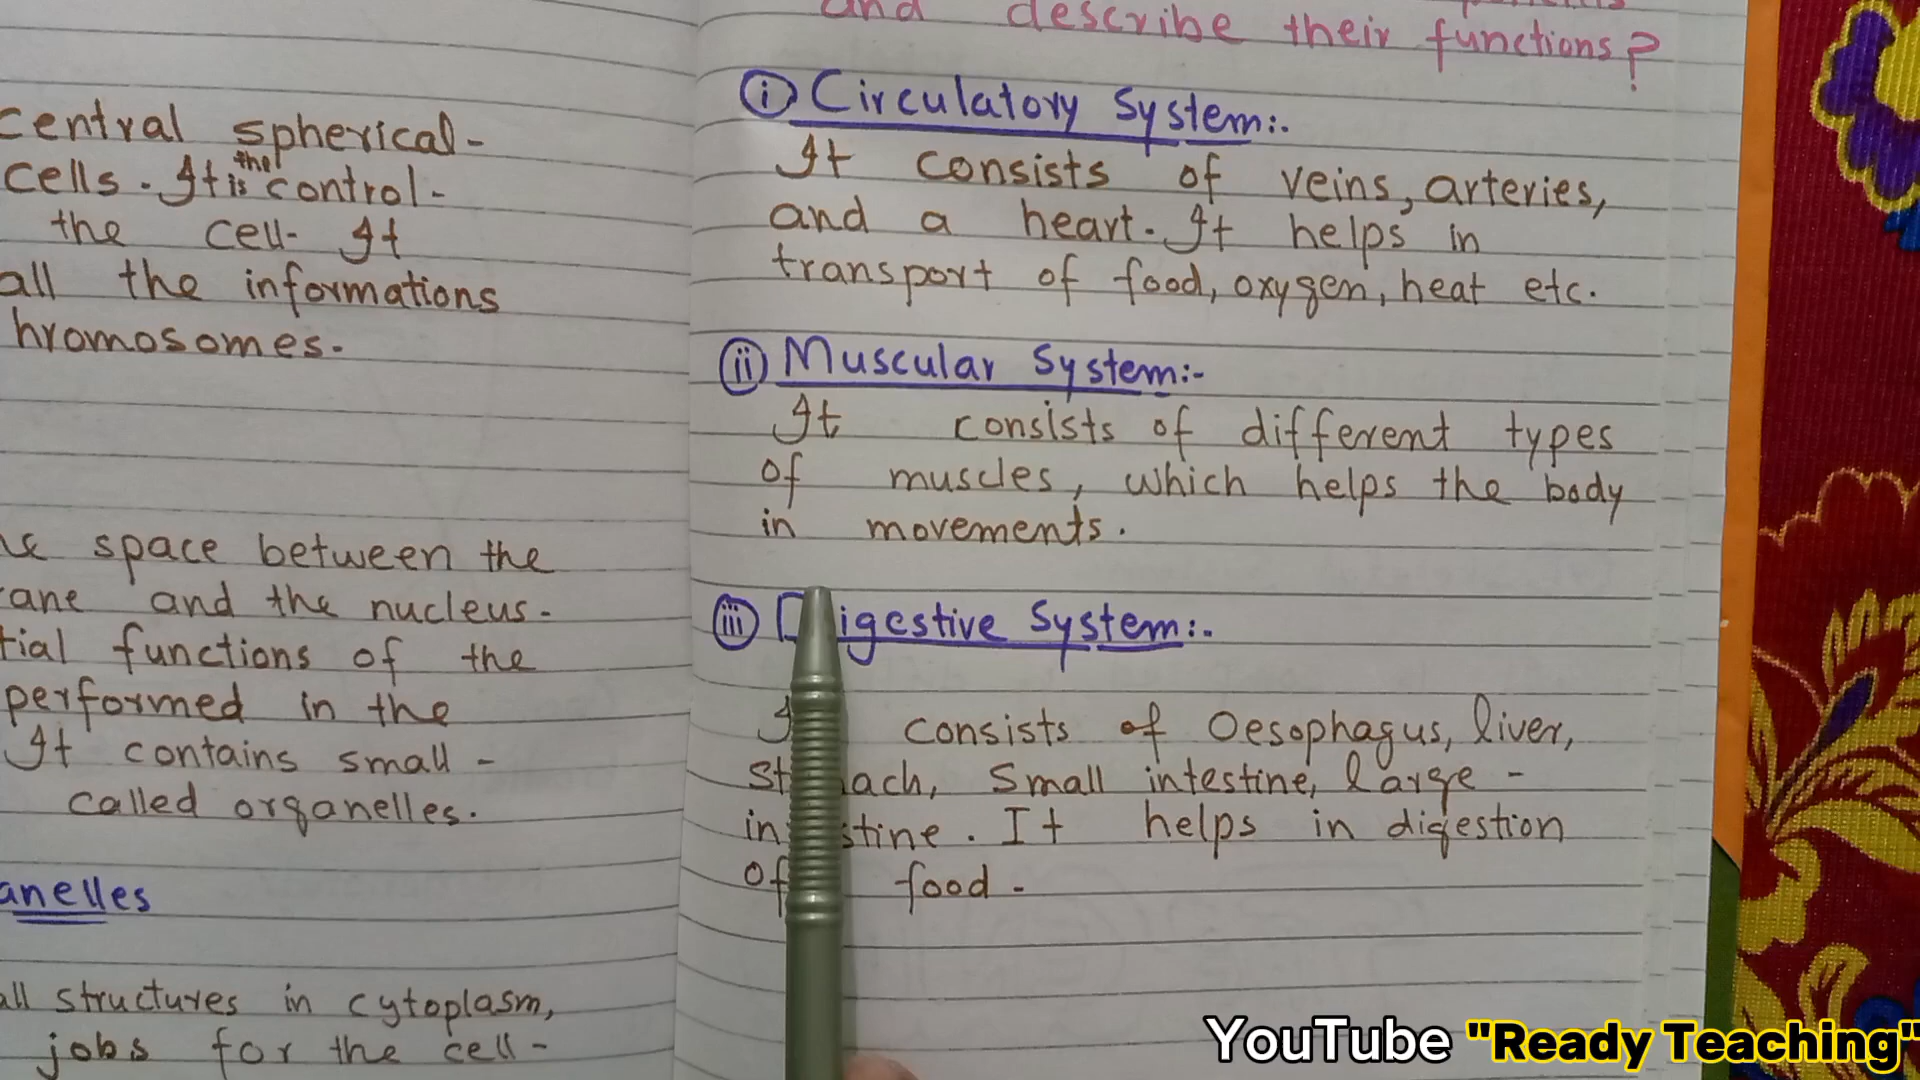 central spherical-
cells. It is the control-
the cell. It
all the informations
hromosomes.
space between the
ane and the nucleus.
tial functions of the
performed in the
It contains small -
called organelles.
anelles
all structures in cytoplasm,
jobs for the cell-
and describe their functions?
(i) Circulatory System:.
It consists of veins, arteries,
and a heart. It helps in
transport of food, oxygen, heat etc.
(ii) Muscular System:-
It consists of different types
of muscles, which helps the body
in movements.
(iii) Digestive System:.
consists of Oesophagus, liver,
stomach, Small intestine, large -
intestine. It helps in digestion
of food -
YouTube "Ready Teaching"